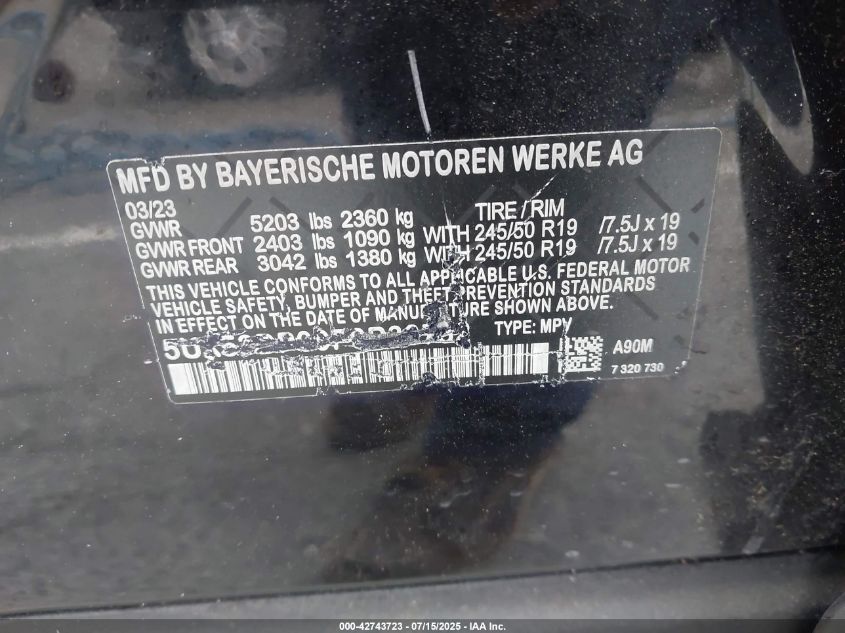 MFD BY BAYERISCHE MOTOREN WERKE AG
03/23 TIRE / RIM
GVWR 5203 lbs 2360 kg
GVWR FRONT 2403 lbs 1090 kg WITH 245/50 R19 /7.5J x 19
GVWR REAR 3042 lbs 1380 kg WITH 245/50 R19 /7.5J x 19
THIS VEHICLE CONFORMS TO ALL APPLICABLE U.S. FEDERAL MOTOR
VEHICLE SAFETY, BUMPER AND THEFT PREVENTION STANDARDS
IN EFFECT ON THE DATE OF MANUFACTURE SHOWN ABOVE.
TYPE: MPV
A90M
7 320 730
000-42743723 - 07/15/2025 - IAA Inc.